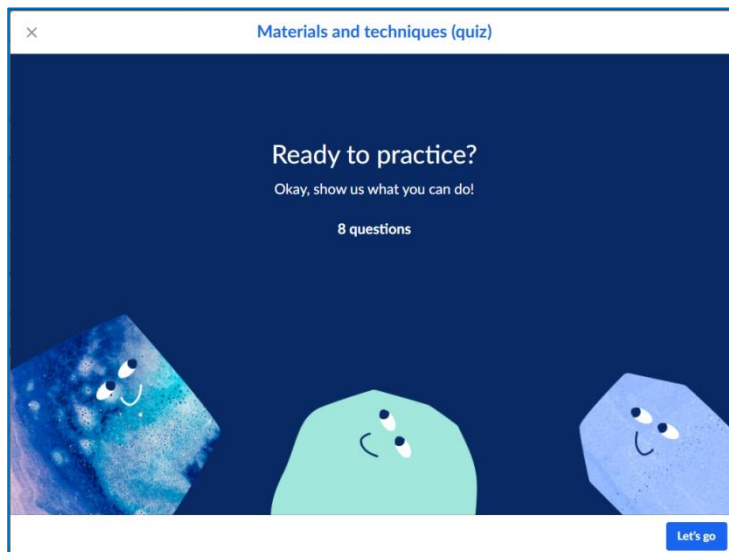 Materials and techniques (quiz)
Ready to practice?
Okay, show us what you can do!
8 questions
Let's go